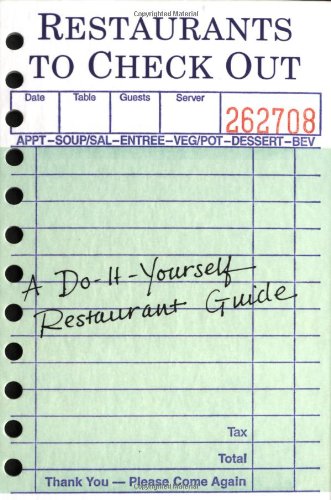 RESTAURANTS
TO CHECK OUT
Date Table Guests Server
262708
APPT–SOUP/SAL–ENTREE–VEG/POT–DESSERT–BEV
A Do-It-Yourself
Restaurant Guide
Tax
Total
Thank You — Please Come Again